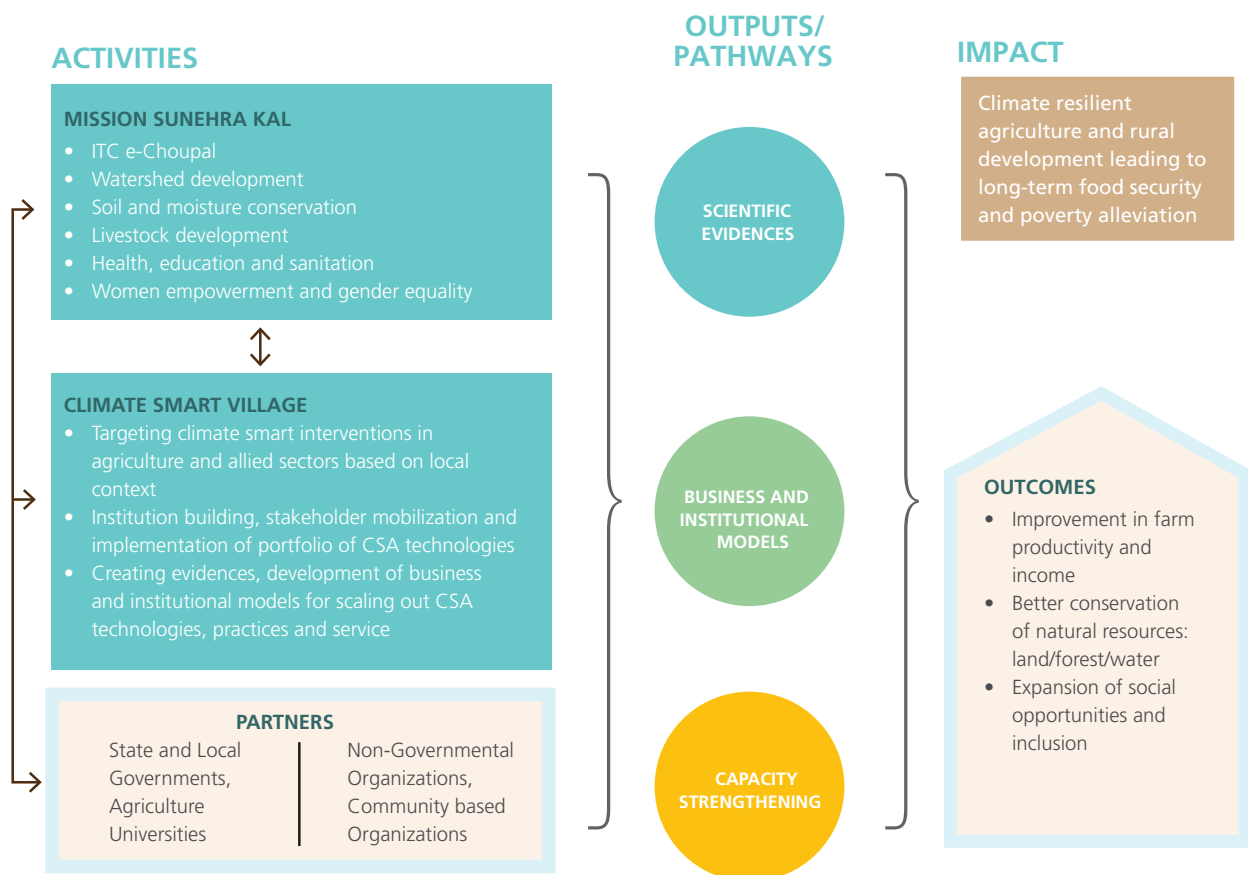 ACTIVITIES
MISSION SUNEHRA KAL
• ITC e-Choupal
• Watershed development
• Soil and moisture conservation
• Livestock development
• Health, education and sanitation
• Women empowerment and gender equality
CLIMATE SMART VILLAGE
• Targeting climate smart interventions in
agriculture and allied sectors based on local
context
• Institution building, stakeholder mobilization and
implementation of portfolio of CSA technologies
• Creating evidences, development of business
and institutional models for scaling out CSA
technologies, practices and service
PARTNERS
State and Local
Governments,
Agriculture
Universities
Non-Governmental
Organizations,
Community based
Organizations
OUTPUTS/
PATHWAYS
SCIENTIFIC
EVIDENCES
BUSINESS AND
INSTITUTIONAL
MODELS
CAPACITY
STRENGTHENING
IMPACT
Climate resilient
agriculture and rural
development leading to
long-term food security
and poverty alleviation
OUTCOMES
• Improvement in farm
productivity and
income
• Better conservation
of natural resources:
land/forest/water
• Expansion of social
opportunities and
inclusion